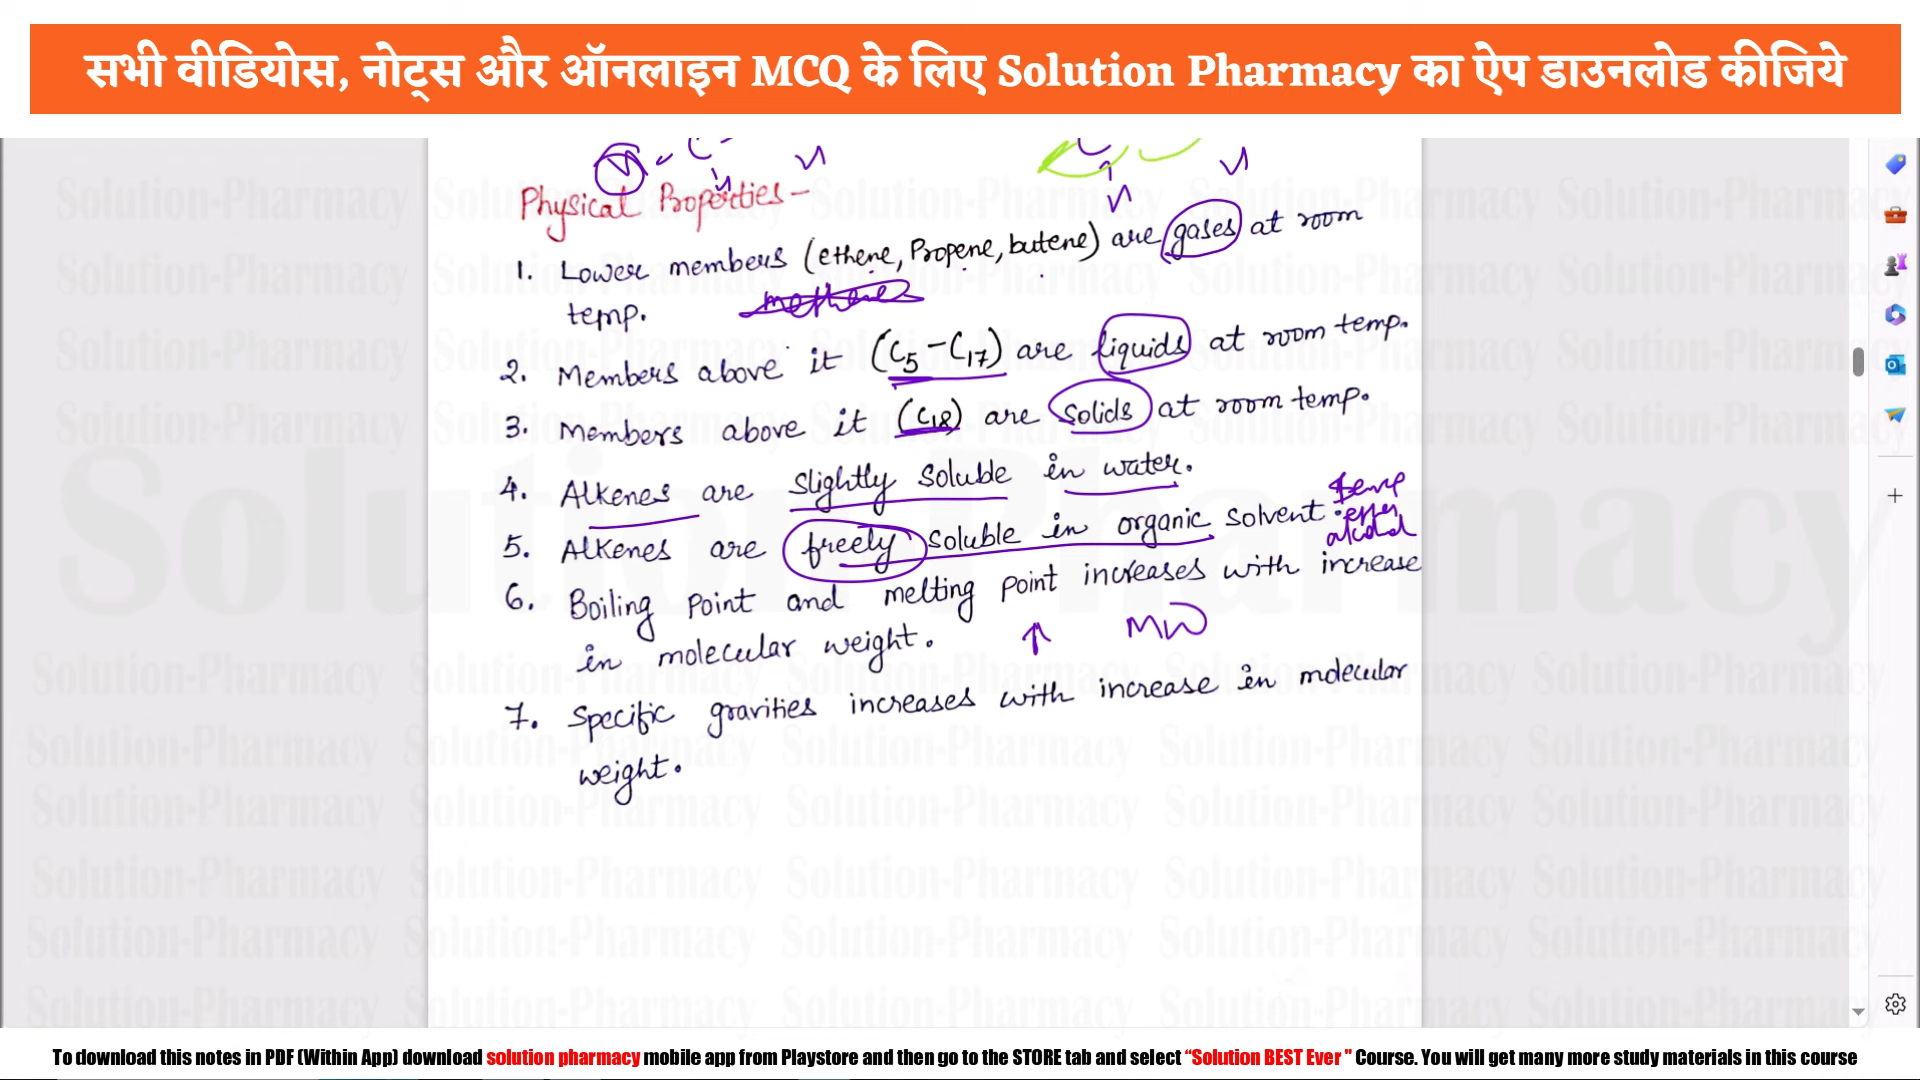 सभी वीडियोस, नोट्स और ऑनलाइन MCQ के लिए Solution Pharmacy का ऐप डाउनलोड कीजिये
Physical Properties -
1. Lower members (ethene, Propene, butene) are gases at room
temp.
2. Members above it (C5 - C17) are liquids at room temp.
3. Members above it (C18) are solids at room temp.
4. Alkenes are slightly soluble in water.
5. Alkenes are freely soluble in organic solvent.
6. Boiling point and melting point increases with increase
in molecular weight. ↑ MW
7. Specific gravities increases with increase in molecular
weight.
Solution Pharmacy
To download this notes in PDF (Within App) download solution pharmacy mobile app from Playstore and then go to the STORE tab and select “Solution BEST Ever " Course. You will get many more study materials in this course